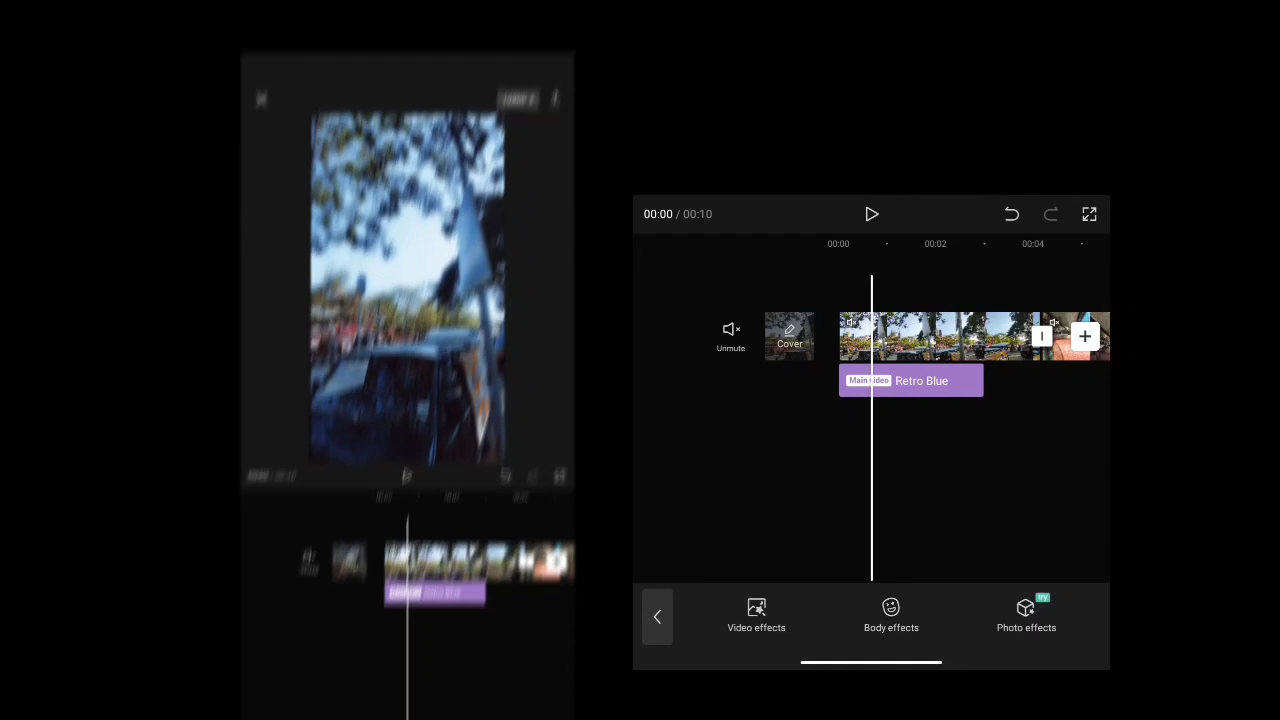 00:00 / 00:10
00:00 00:02 00:04
Unmute
Cover
Main video Retro Blue
Video effects
Body effects
try
Photo effects